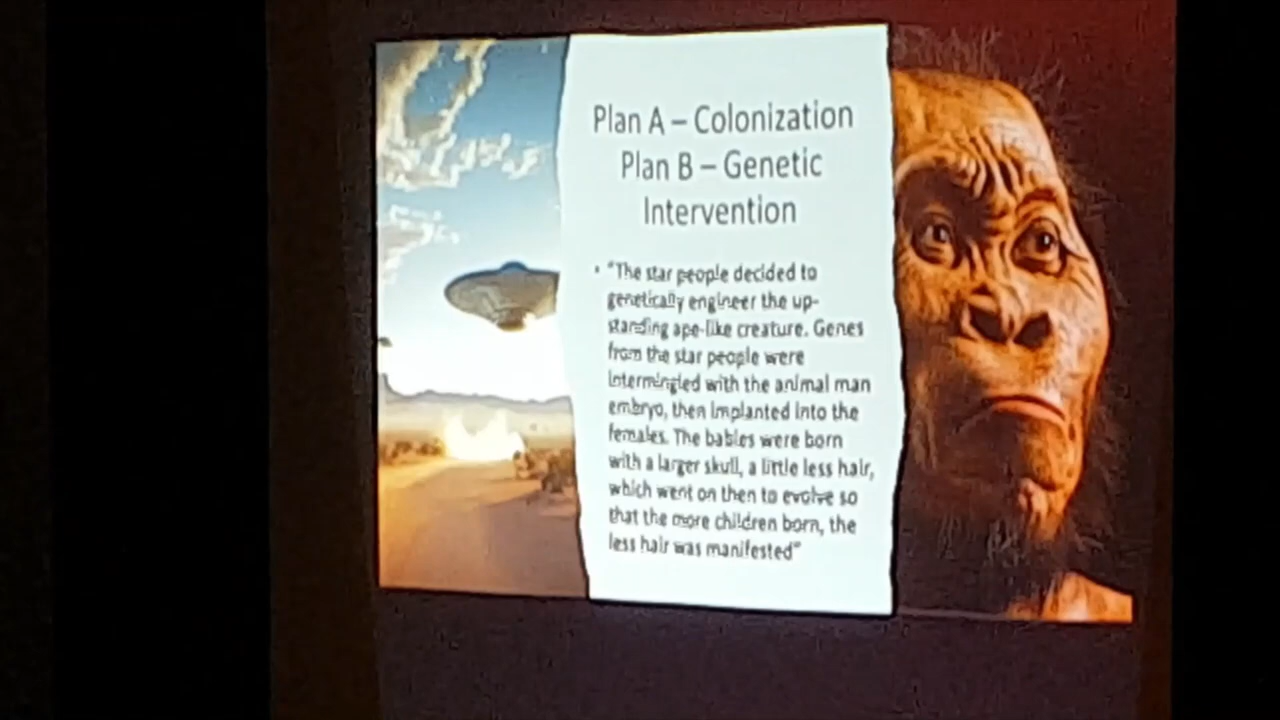 Plan A – Colonization
Plan B – Genetic
Intervention
• "The star people decided to
genetically engineer the up-
standing ape-like creature. Genes
from the star people were
intermingled with the animal man
embryo, then implanted into the
females. The babies were born
with a larger skull, a little less hair,
which went on then to evolve so
that the more children born, the
less hair was manifested"